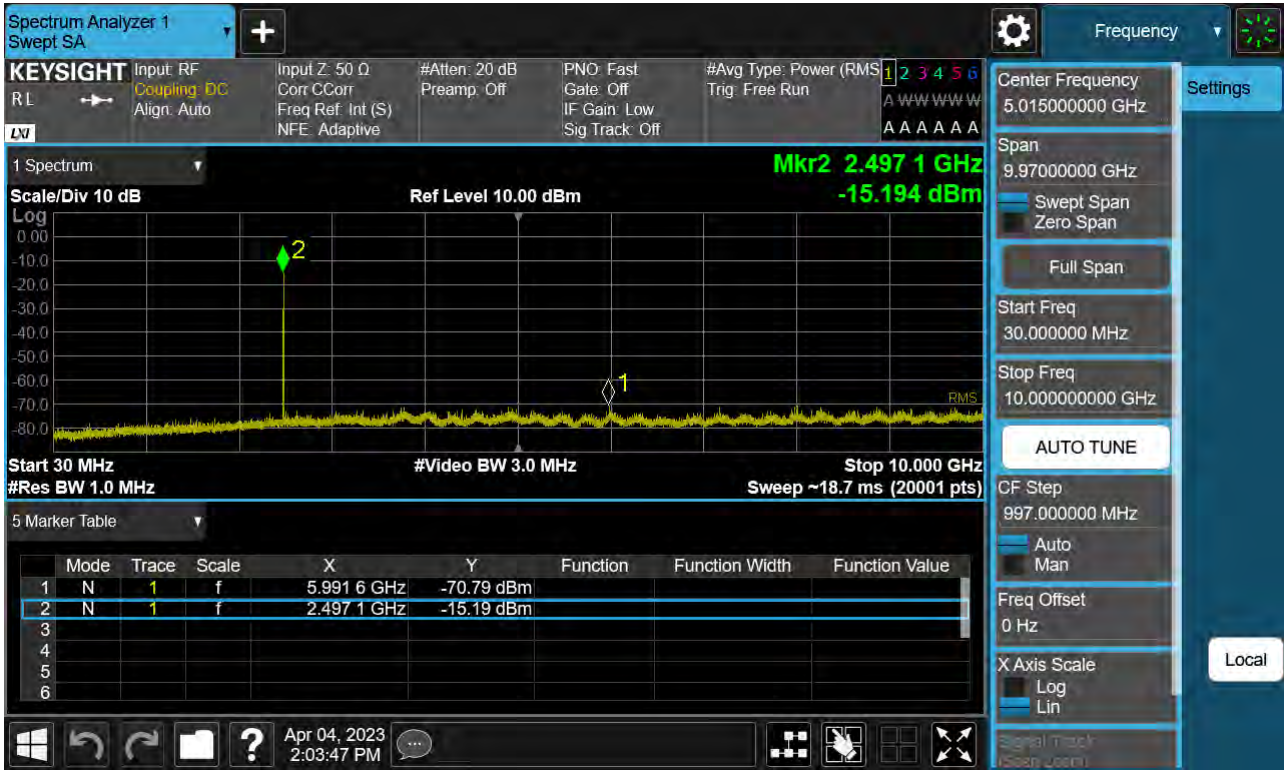 Spectrum Analyzer 1
Swept SA
+
Frequency
KEYSIGHT
RL
LXI
Input: RF
Coupling: DC
Align: Auto
Input Z: 50 Ω
Corr CCorr
Freq Ref: Int (S)
NFE: Adaptive
#Atten: 20 dB
Preamp: Off
PNO: Fast
Gate: Off
IF Gain: Low
Sig Track: Off
#Avg Type: Power (RMS
Trig: Free Run
1 2 3 4 5 6
A W W W W W
A A A A A A
1 Spectrum
Mkr2 2.497 1 GHz
-15.194 dBm
Scale/Div 10 dB
Ref Level 10.00 dBm
Log
0.00
-10.0
-20.0
-30.0
-40.0
-50.0
-60.0
-70.0
-80.0
2
1
RMS
Start 30 MHz
#Video BW 3.0 MHz
Stop 10.000 GHz
#Res BW 1.0 MHz
Sweep ~18.7 ms (20001 pts)
5 Marker Table
Mode Trace Scale X Y Function Function Width Function Value
1 N 1 f 5.991 6 GHz -70.79 dBm
2 N 1 f 2.497 1 GHz -15.19 dBm
3
4
5
6
Center Frequency
5.015000000 GHz
Settings
Span
9.97000000 GHz
Swept Span
Zero Span
Full Span
Start Freq
30.000000 MHz
Stop Freq
10.000000000 GHz
AUTO TUNE
CF Step
997.000000 MHz
Auto
Man
Freq Offset
0 Hz
X Axis Scale
Log
Lin
Signal Track
(Span Zoom)
Local
?
Apr 04, 2023
2:03:47 PM